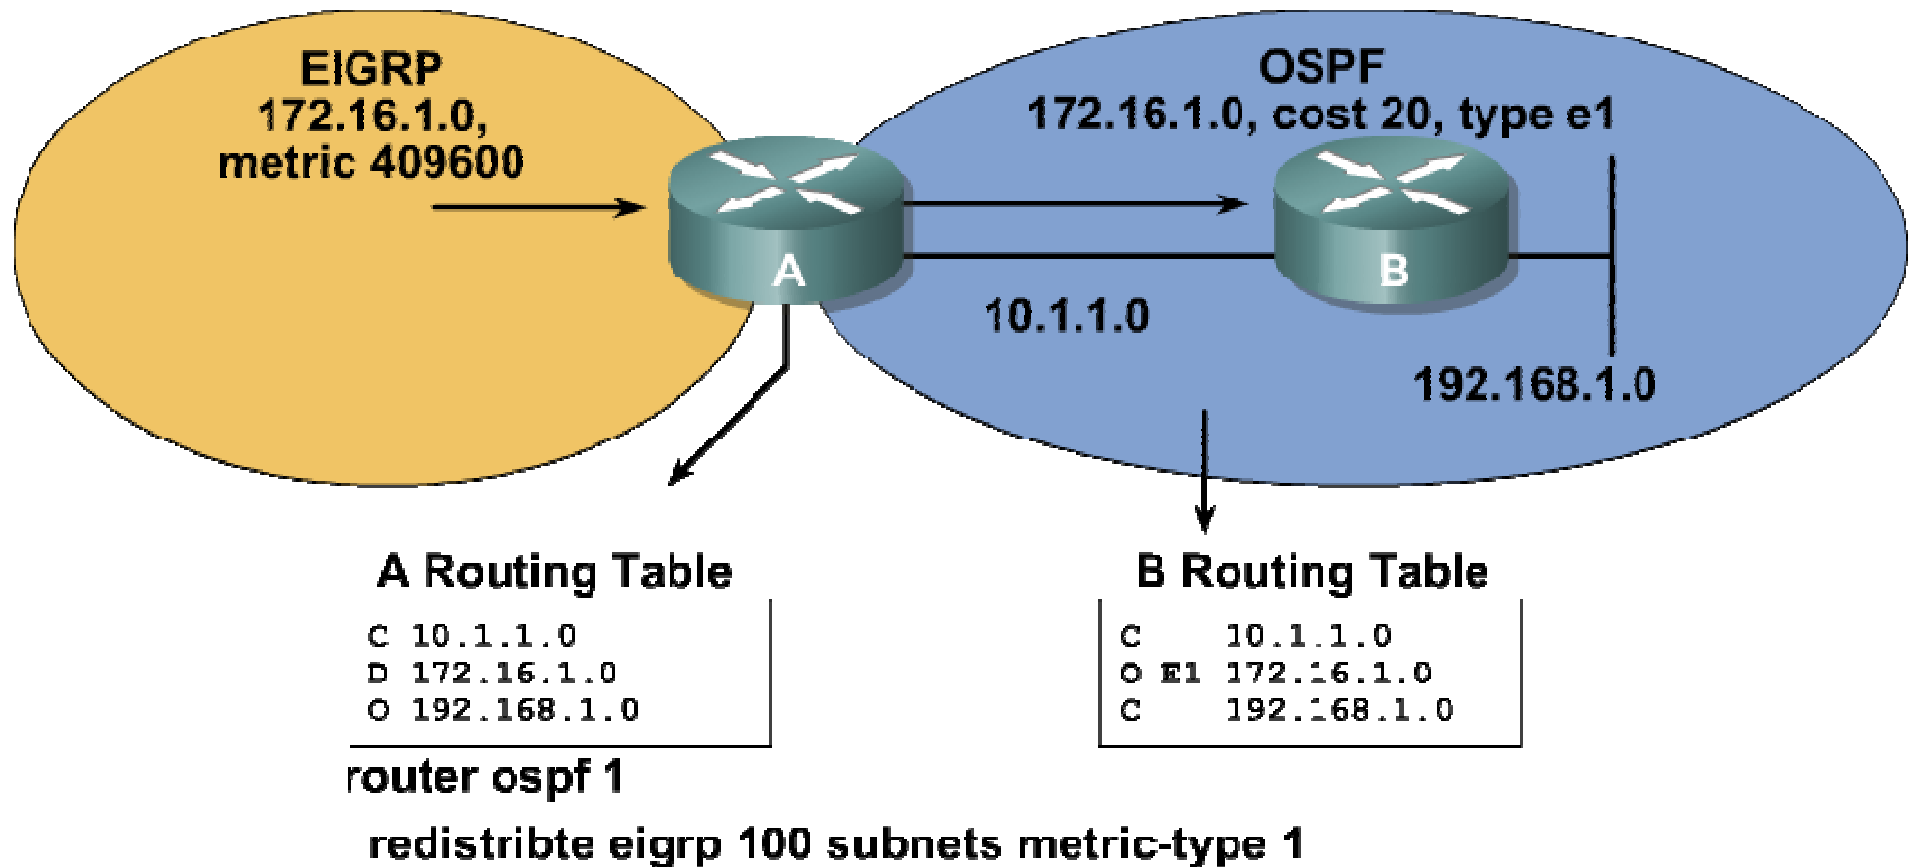 EIGRP
172.16.1.0,
metric 409600
OSPF
172.16.1.0, cost 20, type e1
A
B
10.1.1.0
192.168.1.0
A Routing Table
C 10.1.1.0
D 172.16.1.0
O 192.168.1.0
B Routing Table
C 10.1.1.0
O E1 172.16.1.0
C 192.168.1.0
router ospf 1
redistribte eigrp 100 subnets metric-type 1